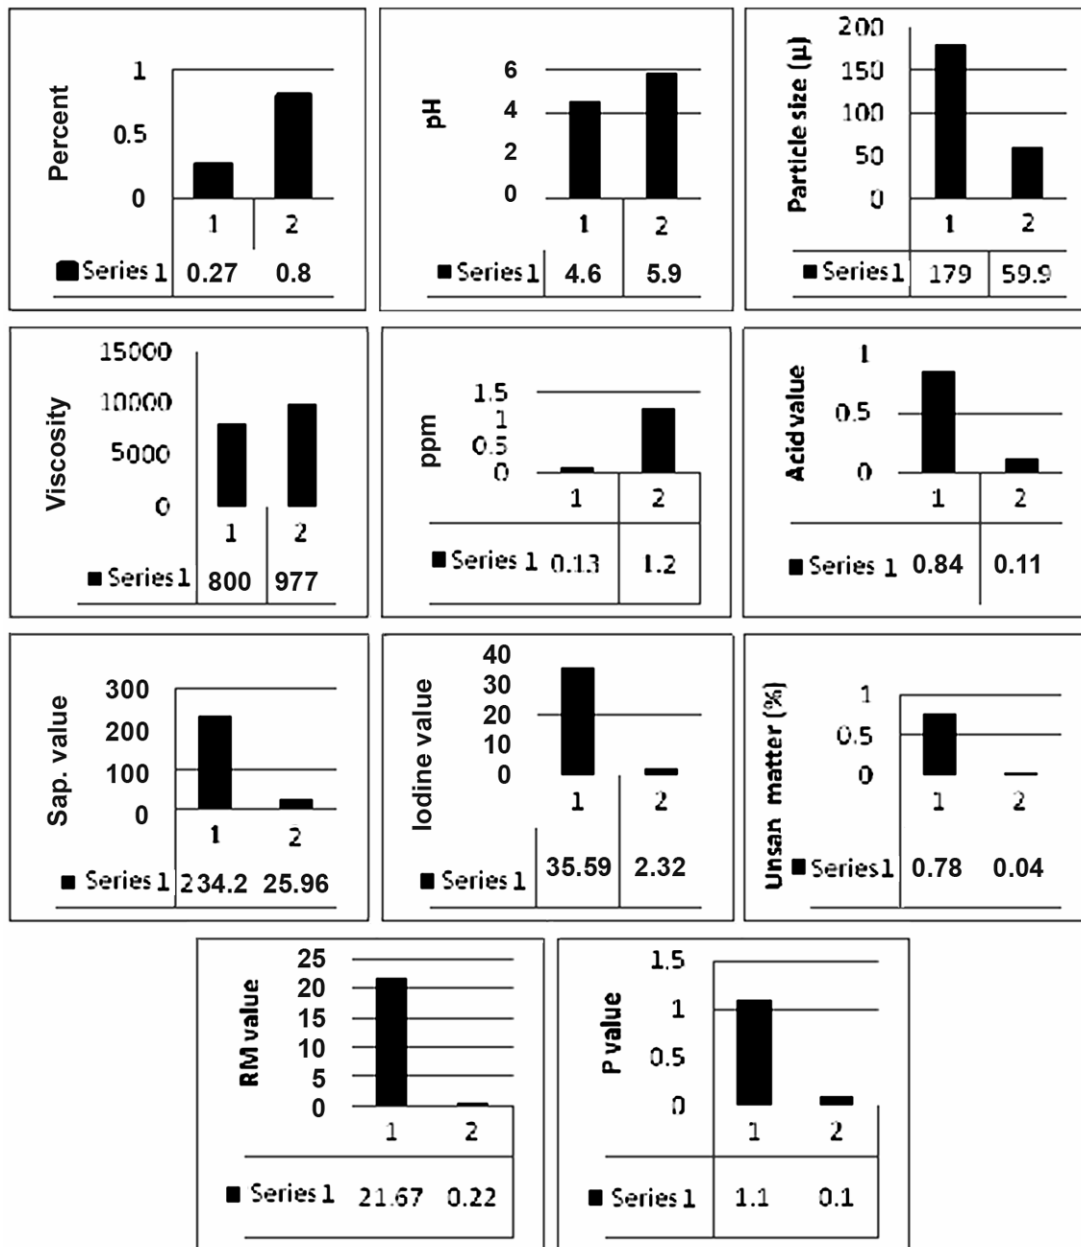 Percent
1
0.5
0
1 2
Series 1 0.27 0.8
pH
6
4
2
0
1 2
Series 1 4.6 5.9
Particle size (µ)
200
150
100
50
0
1 2
Series 1 179 59.9
Viscosity
15000
10000
5000
0
1 2
Series 1 800 977
ppm
1.5
1
0.5
0
1 2
Series 1 0.13 1.2
Acid value
1
0.5
0
1 2
Series 1 0.84 0.11
Sap. value
300
200
100
0
1 2
Series 1 234.2 25.96
Iodine value
40
30
20
10
0
1 2
Series 1 35.59 2.32
Unsan matter (%)
1
0.5
0
1 2
Series 1 0.78 0.04
RM value
25
20
15
10
5
0
1 2
Series 1 21.67 0.22
P value
1.5
1
0.5
0
1 2
Series 1 1.1 0.1